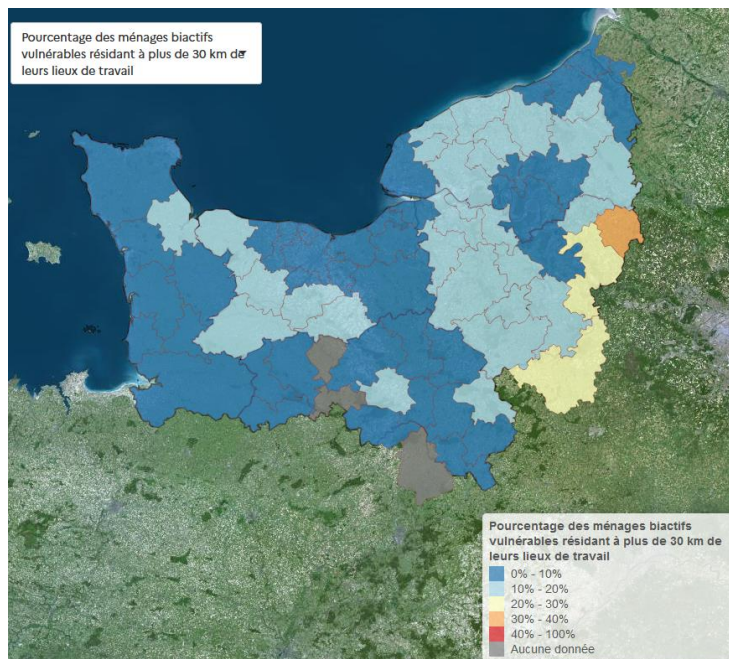 Pourcentage des ménages biactifs
vulnérables résidant à plus de 30 km de
leurs lieux de travail
Pourcentage des ménages biactifs
vulnérables résidant à plus de 30 km de
leurs lieux de travail
0% - 10%
10% - 20%
20% - 30%
30% - 40%
40% - 100%
Aucune donnée